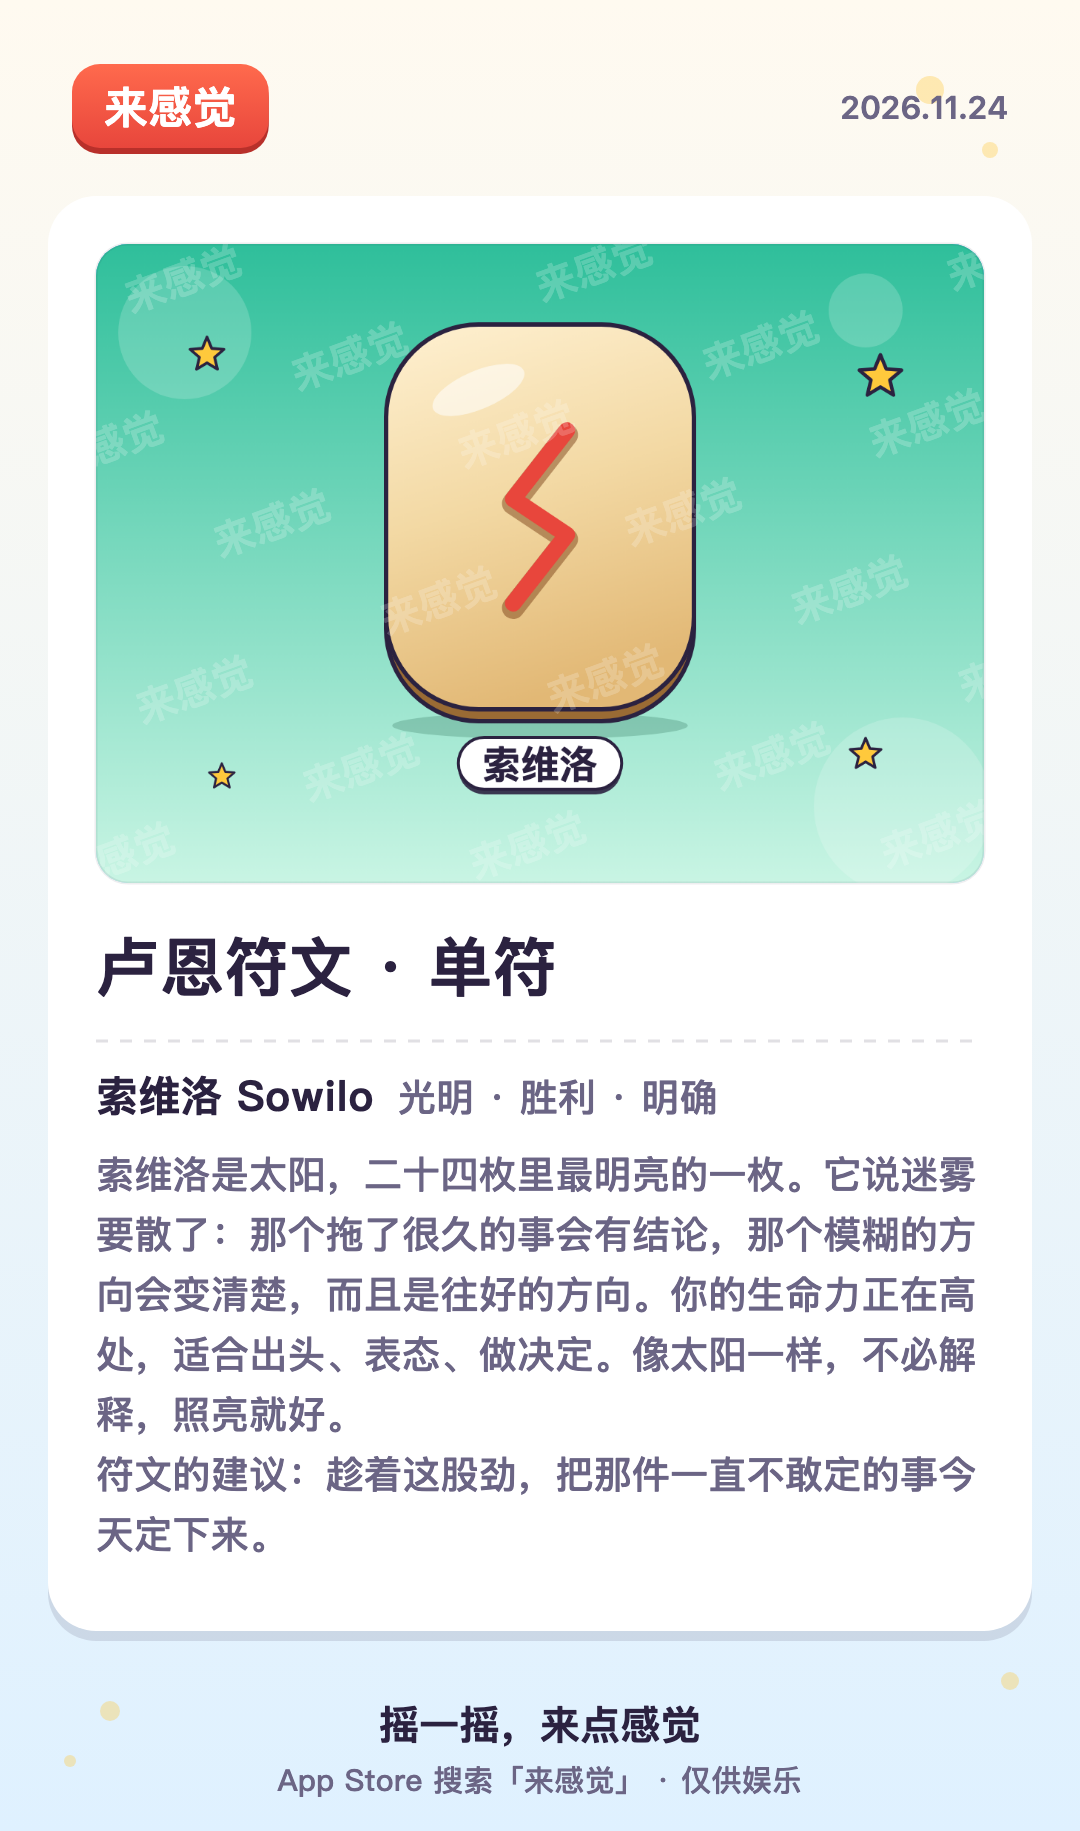 来感觉
2026.11.24
索维洛
卢恩符文 · 单符
索维洛 Sowilo 光明 · 胜利 · 明确
索维洛是太阳，二十四枚里最明亮的一枚。它说迷雾
要散了：那个拖了很久的事会有结论，那个模糊的方
向会变清楚，而且是往好的方向。你的生命力正在高
处，适合出头、表态、做决定。像太阳一样，不必解
释，照亮就好。
符文的建议：趁着这股劲，把那件一直不敢定的事今
天定下来。
摇一摇，来点感觉
App Store 搜索「来感觉」 · 仅供娱乐